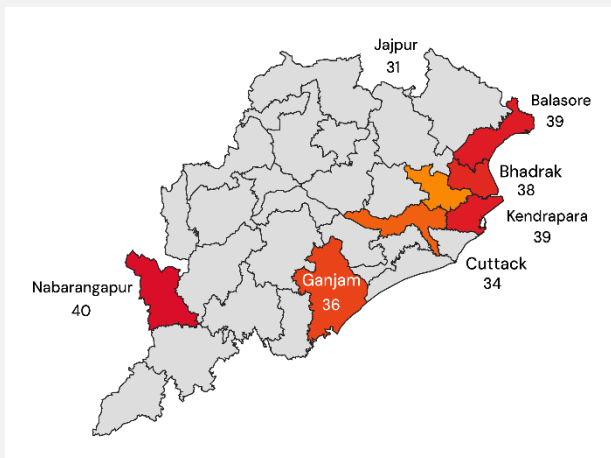 Jajpur
31
Balasore
39
Bhadrak
38
Kendrapara
39
Cuttack
34
Ganjam
36
Nabarangapur
40